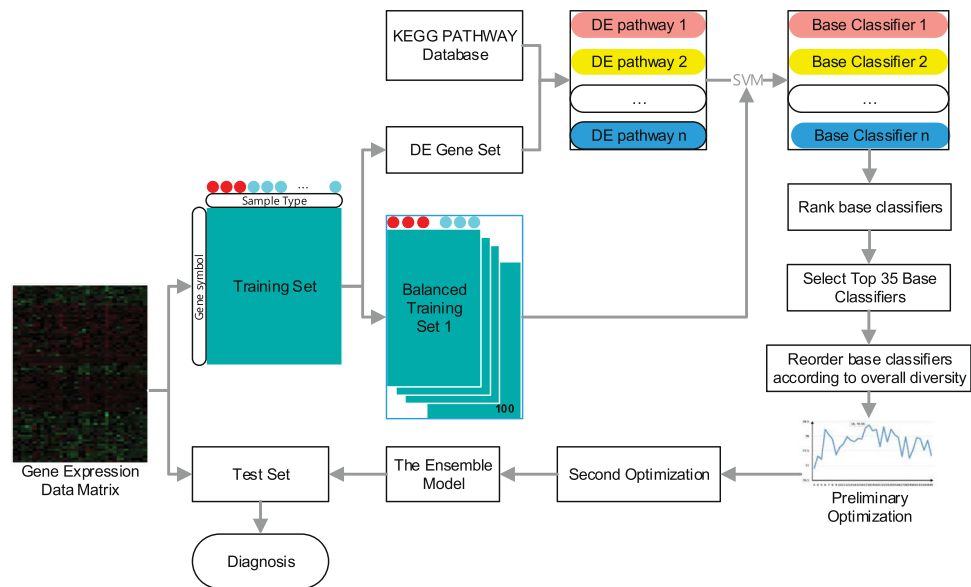 KEGG PATHWAY
Database
DE Gene Set
DE pathway 1
DE pathway 2
...
DE pathway n
SVM
Base Classifier 1
Base Classifier 2
...
Base Classifier n
Rank base classifiers
Select Top 35 Base
Classifiers
Reorder base classifiers
according to overall diversity
Preliminary
Optimization
Second Optimization
The Ensemble
Model
Test Set
Diagnosis
...
Sample Type
Gene symbol
Training Set
Balanced
Training
Set 1
100
Gene Expression
Data Matrix